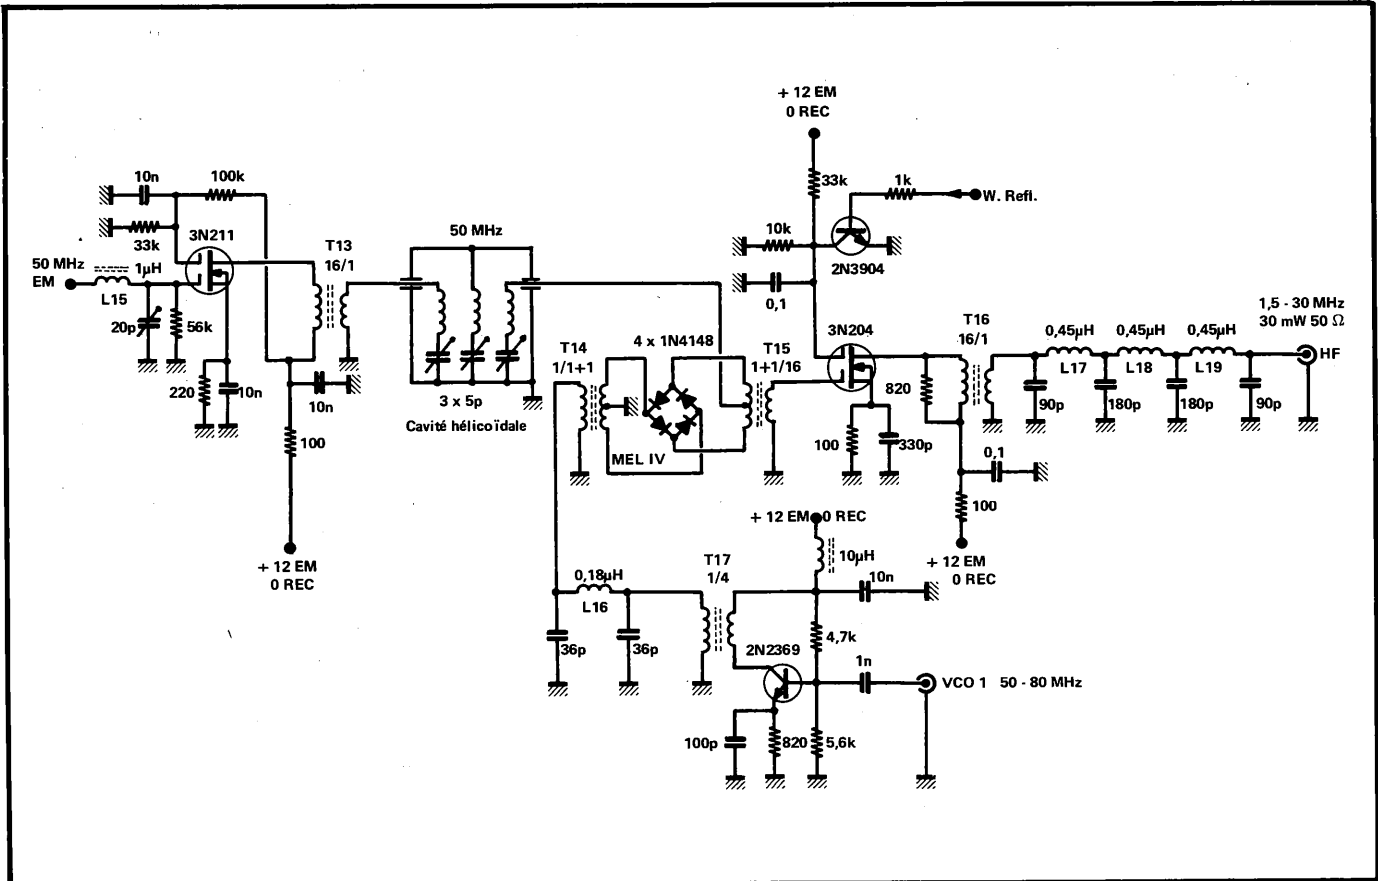 + 12 EM
0 REC
33k
1k
W. Refl.
10k
2N3904
0,1
10n
100k
33k
3N211
50 MHz
EM
1µH
L15
20p
56k
220
10n
T13
16/1
10n
100
+ 12 EM
0 REC
50 MHz
3 x 5p
Cavité hélicoïdale
T14
1/1+1
4 x 1N4148
MEL IV
T15
1+1/16
3N204
820
100
330p
T16
16/1
0,1
100
+ 12 EM
0 REC
0,45µH
L17
0,45µH
L18
0,45µH
L19
90p
180p
180p
90p
1,5 - 30 MHz
30 mW 50 Ω
HF
+ 12 EM 0 REC
10µH
10n
T17
1/4
0,18µH
L16
36p
36p
2N2369
4,7k
1n
VCO 1 50 - 80 MHz
100p
820
5,6k